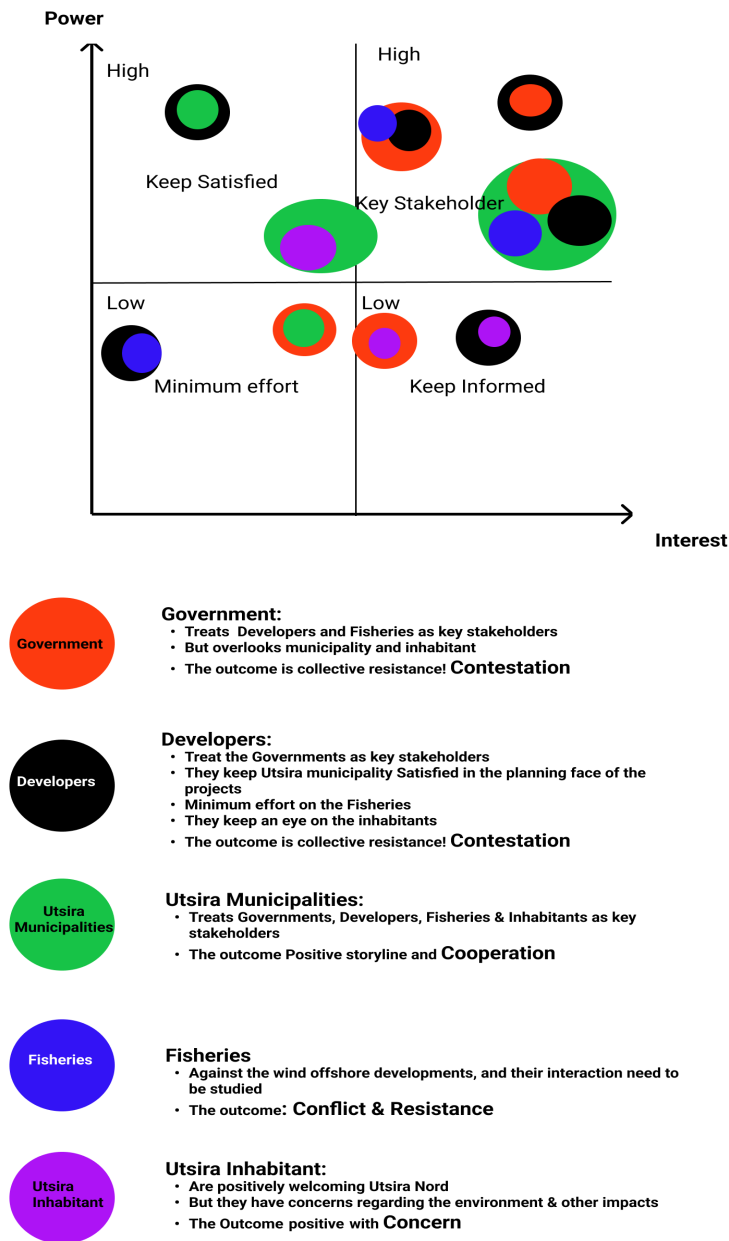 Power
High
High
Keep Satisfied
Key Stakeholder
Low
Low
Minimum effort
Keep Informed
Interest
Government
Government:
• Treats  Developers and Fisheries as key stakeholders
• But overlooks municipality and inhabitant
• The outcome is collective resistance! Contestation
Developers
Developers:
• Treat the Governments as key stakeholders
• They keep Utsira municipality Satisfied in the planning face of the
projects
• Minimum effort on the Fisheries
• They keep an eye on the inhabitants
• The outcome is collective resistance! Contestation
Utsira
Municipalities
Utsira Municipalities:
• Treats Governments, Developers, Fisheries & Inhabitants as key
stakeholders
• The outcome Positive storyline and Cooperation
Fisheries
Fisheries
• Against the wind offshore developments, and their interaction need to
be studied
• The outcome: Conflict & Resistance
Utsira
Inhabitant
Utsira Inhabitant:
• Are positively welcoming Utsira Nord
• But they have concerns regarding the environment & other impacts
• The Outcome positive with Concern